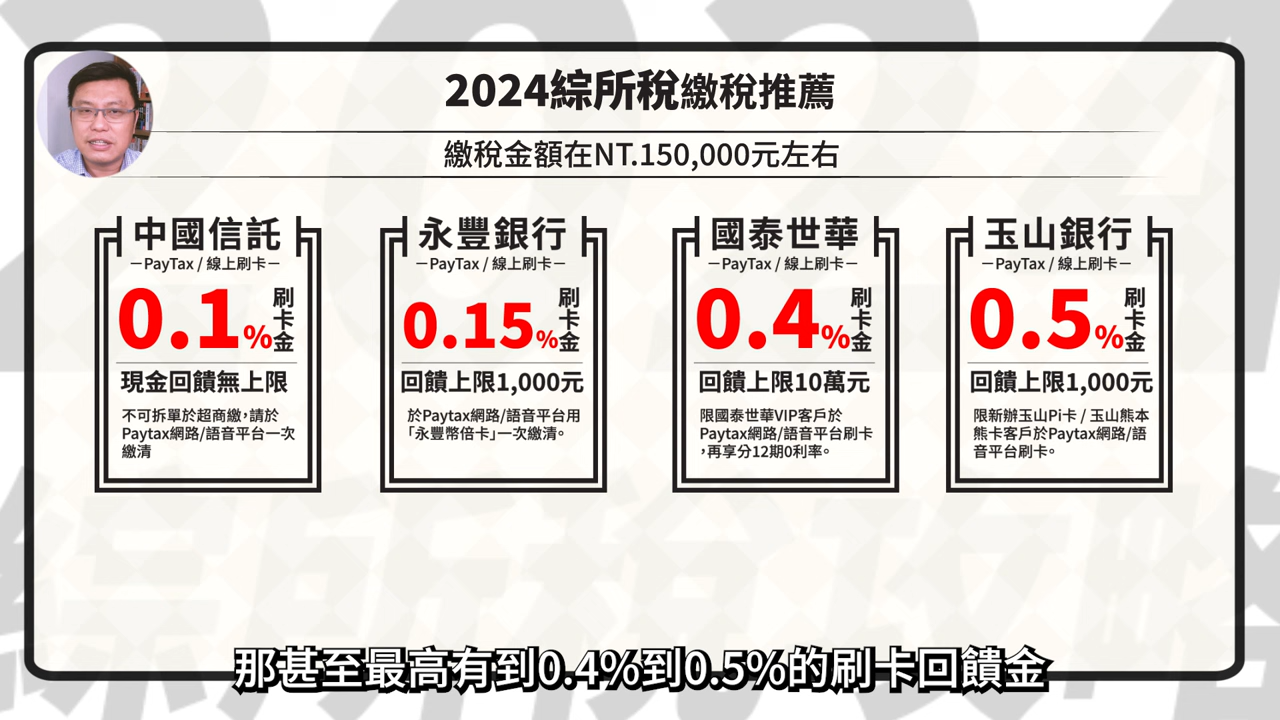 2024綜所稅繳稅推薦
繳稅金額在NT.150,000元左右
中國信託
－PayTax / 線上刷卡－
0.1%刷卡金
現金回饋無上限
不可拆單於超商繳，請於
Paytax網路/語音平台一次
繳清
永豐銀行
－PayTax / 線上刷卡－
0.15%刷卡金
回饋上限1,000元
於Paytax網路/語音平台用
「永豐幣倍卡」一次繳清。
國泰世華
－PayTax / 線上刷卡－
0.4%刷卡金
回饋上限10萬元
限國泰世華VIP客戶於
Paytax網路/語音平台刷卡
，再享分12期0利率。
玉山銀行
－PayTax / 線上刷卡－
0.5%刷卡金
回饋上限1,000元
限新辦玉山Pi卡 / 玉山熊本
熊卡客戶於Paytax網路/語
音平台刷卡。
2024
綜所稅攻略
那甚至最高有到0.4%到0.5%的刷卡回饋金